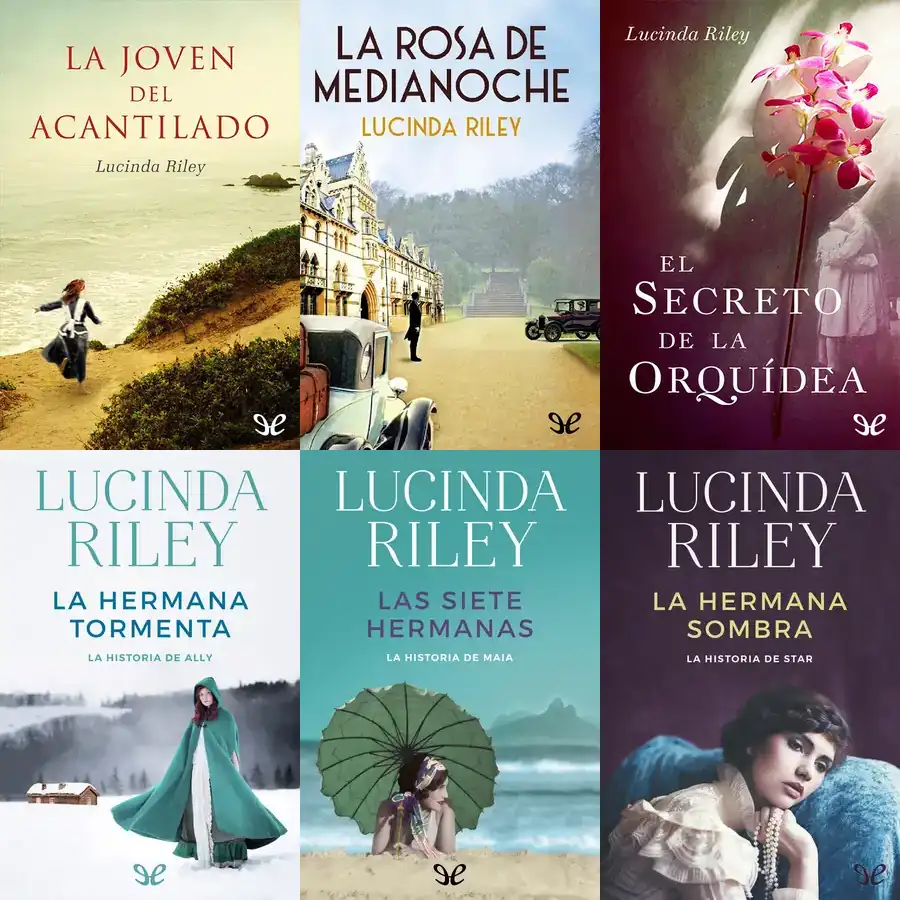 LA JOVEN
DEL
ACANTILADO
Lucinda Riley
LA ROSA DE
MEDIANOCHE
LUCINDA RILEY
Lucinda Riley
EL
SECRETO
DE LA
ORQUÍDEA
LUCINDA
RILEY
LA HERMANA
TORMENTA
LA HISTORIA DE ALLY
LUCINDA
RILEY
LAS SIETE
HERMANAS
LA HISTORIA DE MAIA
LUCINDA
RILEY
LA HERMANA
SOMBRA
LA HISTORIA DE STAR